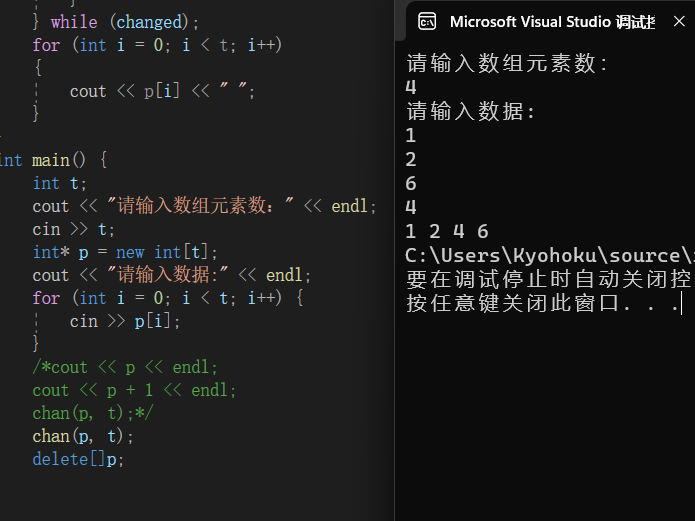 }
} while (changed);
for (int i = 0; i < t; i++)
{
cout << p[i] << " ";
}
int main() {
int t;
cout << "请输入数组元素数：" << endl;
cin >> t;
int* p = new int[t];
cout << "请输入数据:" << endl;
for (int i = 0; i < t; i++) {
cin >> p[i];
}
/*cout << p << endl;
cout << p + 1 << endl;
chan(p, t);*/
chan(p, t);
delete[]p;
Microsoft Visual Studio 调试控
请输入数组元素数：
4
请输入数据:
1
2
6
4
1 2 4 6
C:\Users\Kyohoku\source\
要在调试停止时自动关闭控
按任意键关闭此窗口. . .